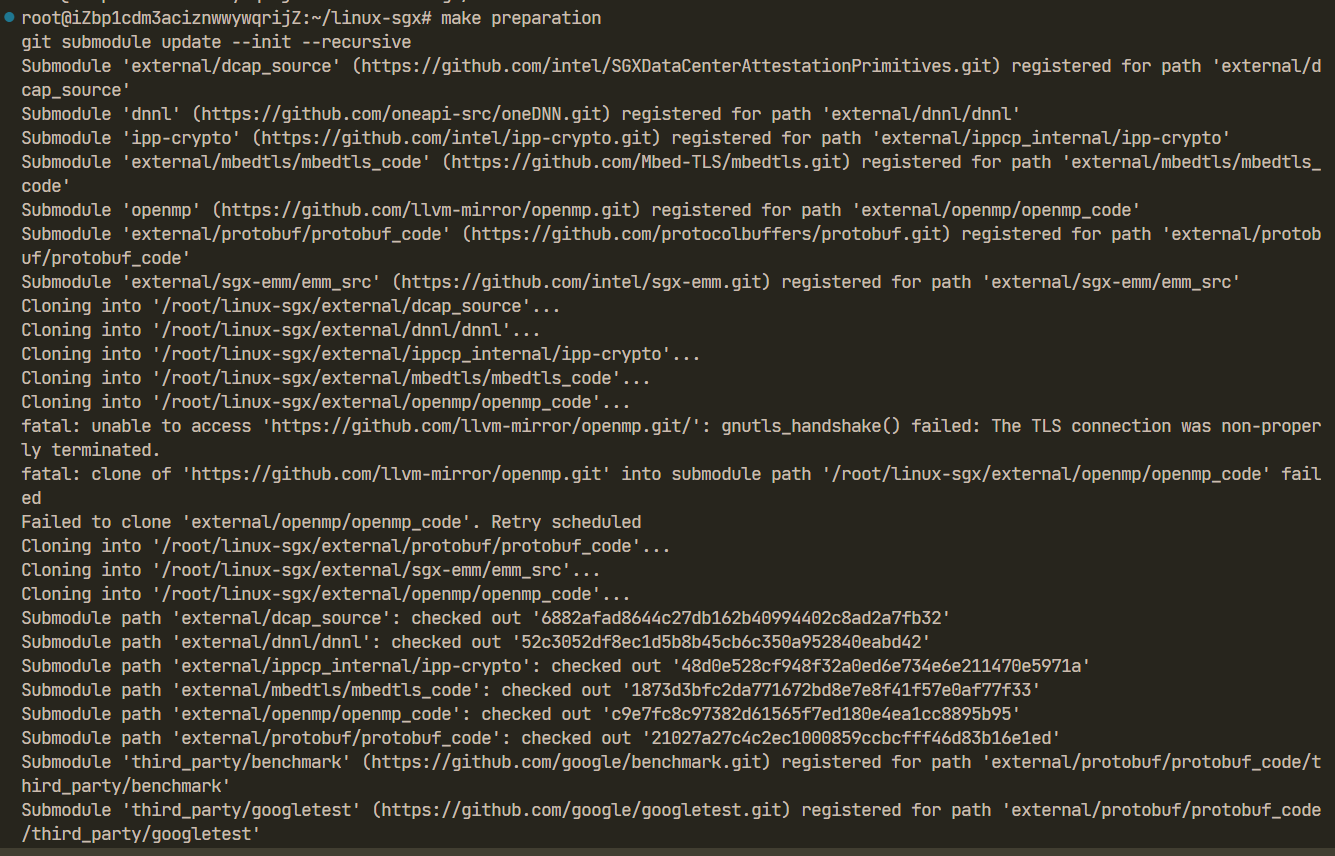 root@iZbp1cdm3aciznwwywqrijZ:~/linux-sgx# make preparation
git submodule update --init --recursive
Submodule 'external/dcap_source' (https://github.com/intel/SGXDataCenterAttestationPrimitives.git) registered for path 'external/d
cap_source'
Submodule 'dnnl' (https://github.com/oneapi-src/oneDNN.git) registered for path 'external/dnnl/dnnl'
Submodule 'ipp-crypto' (https://github.com/intel/ipp-crypto.git) registered for path 'external/ippcp_internal/ipp-crypto'
Submodule 'external/mbedtls/mbedtls_code' (https://github.com/Mbed-TLS/mbedtls.git) registered for path 'external/mbedtls/mbedtls_
code'
Submodule 'openmp' (https://github.com/llvm-mirror/openmp.git) registered for path 'external/openmp/openmp_code'
Submodule 'external/protobuf/protobuf_code' (https://github.com/protocolbuffers/protobuf.git) registered for path 'external/protob
uf/protobuf_code'
Submodule 'external/sgx-emm/emm_src' (https://github.com/intel/sgx-emm.git) registered for path 'external/sgx-emm/emm_src'
Cloning into '/root/linux-sgx/external/dcap_source'...
Cloning into '/root/linux-sgx/external/dnnl/dnnl'...
Cloning into '/root/linux-sgx/external/ippcp_internal/ipp-crypto'...
Cloning into '/root/linux-sgx/external/mbedtls/mbedtls_code'...
Cloning into '/root/linux-sgx/external/openmp/openmp_code'...
fatal: unable to access 'https://github.com/llvm-mirror/openmp.git/': gnutls_handshake() failed: The TLS connection was non-proper
ly terminated.
fatal: clone of 'https://github.com/llvm-mirror/openmp.git' into submodule path '/root/linux-sgx/external/openmp/openmp_code' fail
ed
Failed to clone 'external/openmp/openmp_code'. Retry scheduled
Cloning into '/root/linux-sgx/external/protobuf/protobuf_code'...
Cloning into '/root/linux-sgx/external/sgx-emm/emm_src'...
Cloning into '/root/linux-sgx/external/openmp/openmp_code'...
Submodule path 'external/dcap_source': checked out '6882afad8644c27db162b40994402c8ad2a7fb32'
Submodule path 'external/dnnl/dnnl': checked out '52c3052df8ec1d5b8b45cb6c350a952840eabd42'
Submodule path 'external/ippcp_internal/ipp-crypto': checked out '48d0e528cf948f32a0ed6e734e6e211470e5971a'
Submodule path 'external/mbedtls/mbedtls_code': checked out '1873d3bfc2da771672bd8e7e8f41f57e0af77f33'
Submodule path 'external/openmp/openmp_code': checked out 'c9e7fc8c97382d61565f7ed180e4ea1cc8895b95'
Submodule path 'external/protobuf/protobuf_code': checked out '21027a27c4c2ec1000859ccbcfff46d83b16e1ed'
Submodule 'third_party/benchmark' (https://github.com/google/benchmark.git) registered for path 'external/protobuf/protobuf_code/t
hird_party/benchmark'
Submodule 'third_party/googletest' (https://github.com/google/googletest.git) registered for path 'external/protobuf/protobuf_code
/third_party/googletest'